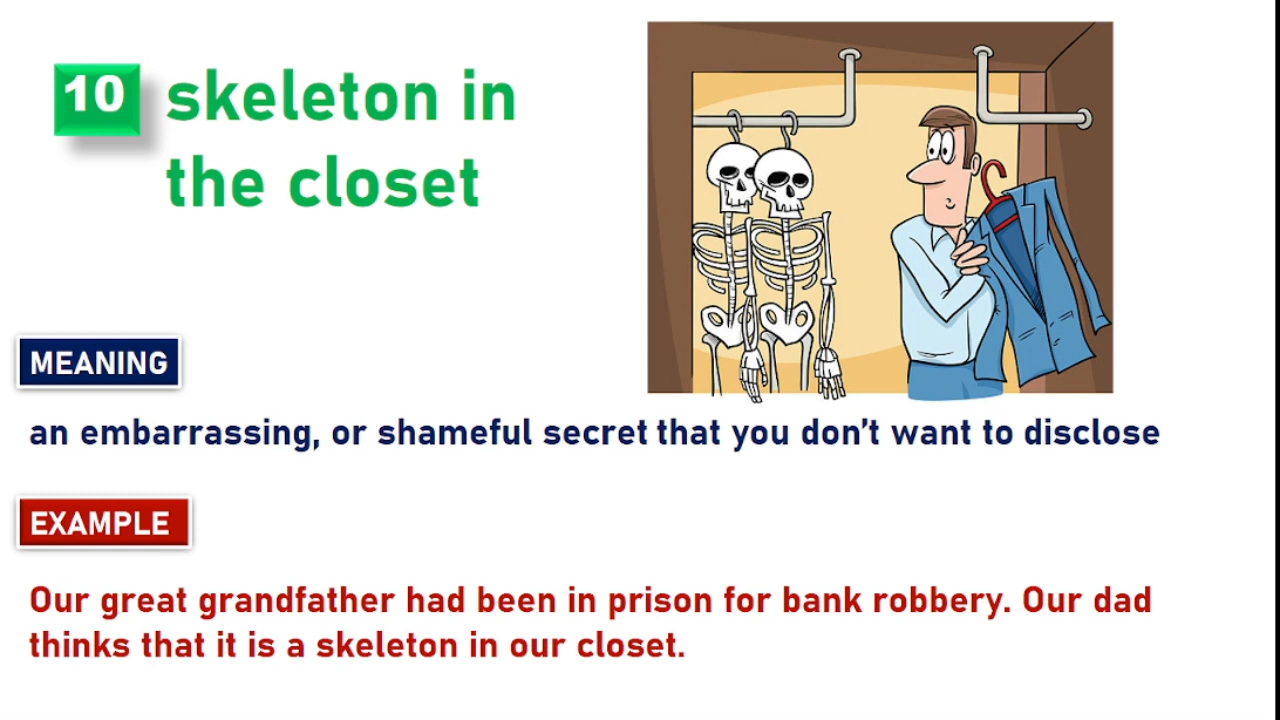 10 skeleton in
the closet
MEANING
an embarrassing, or shameful secret that you don't want to disclose
EXAMPLE
Our great grandfather had been in prison for bank robbery. Our dad
thinks that it is a skeleton in our closet.